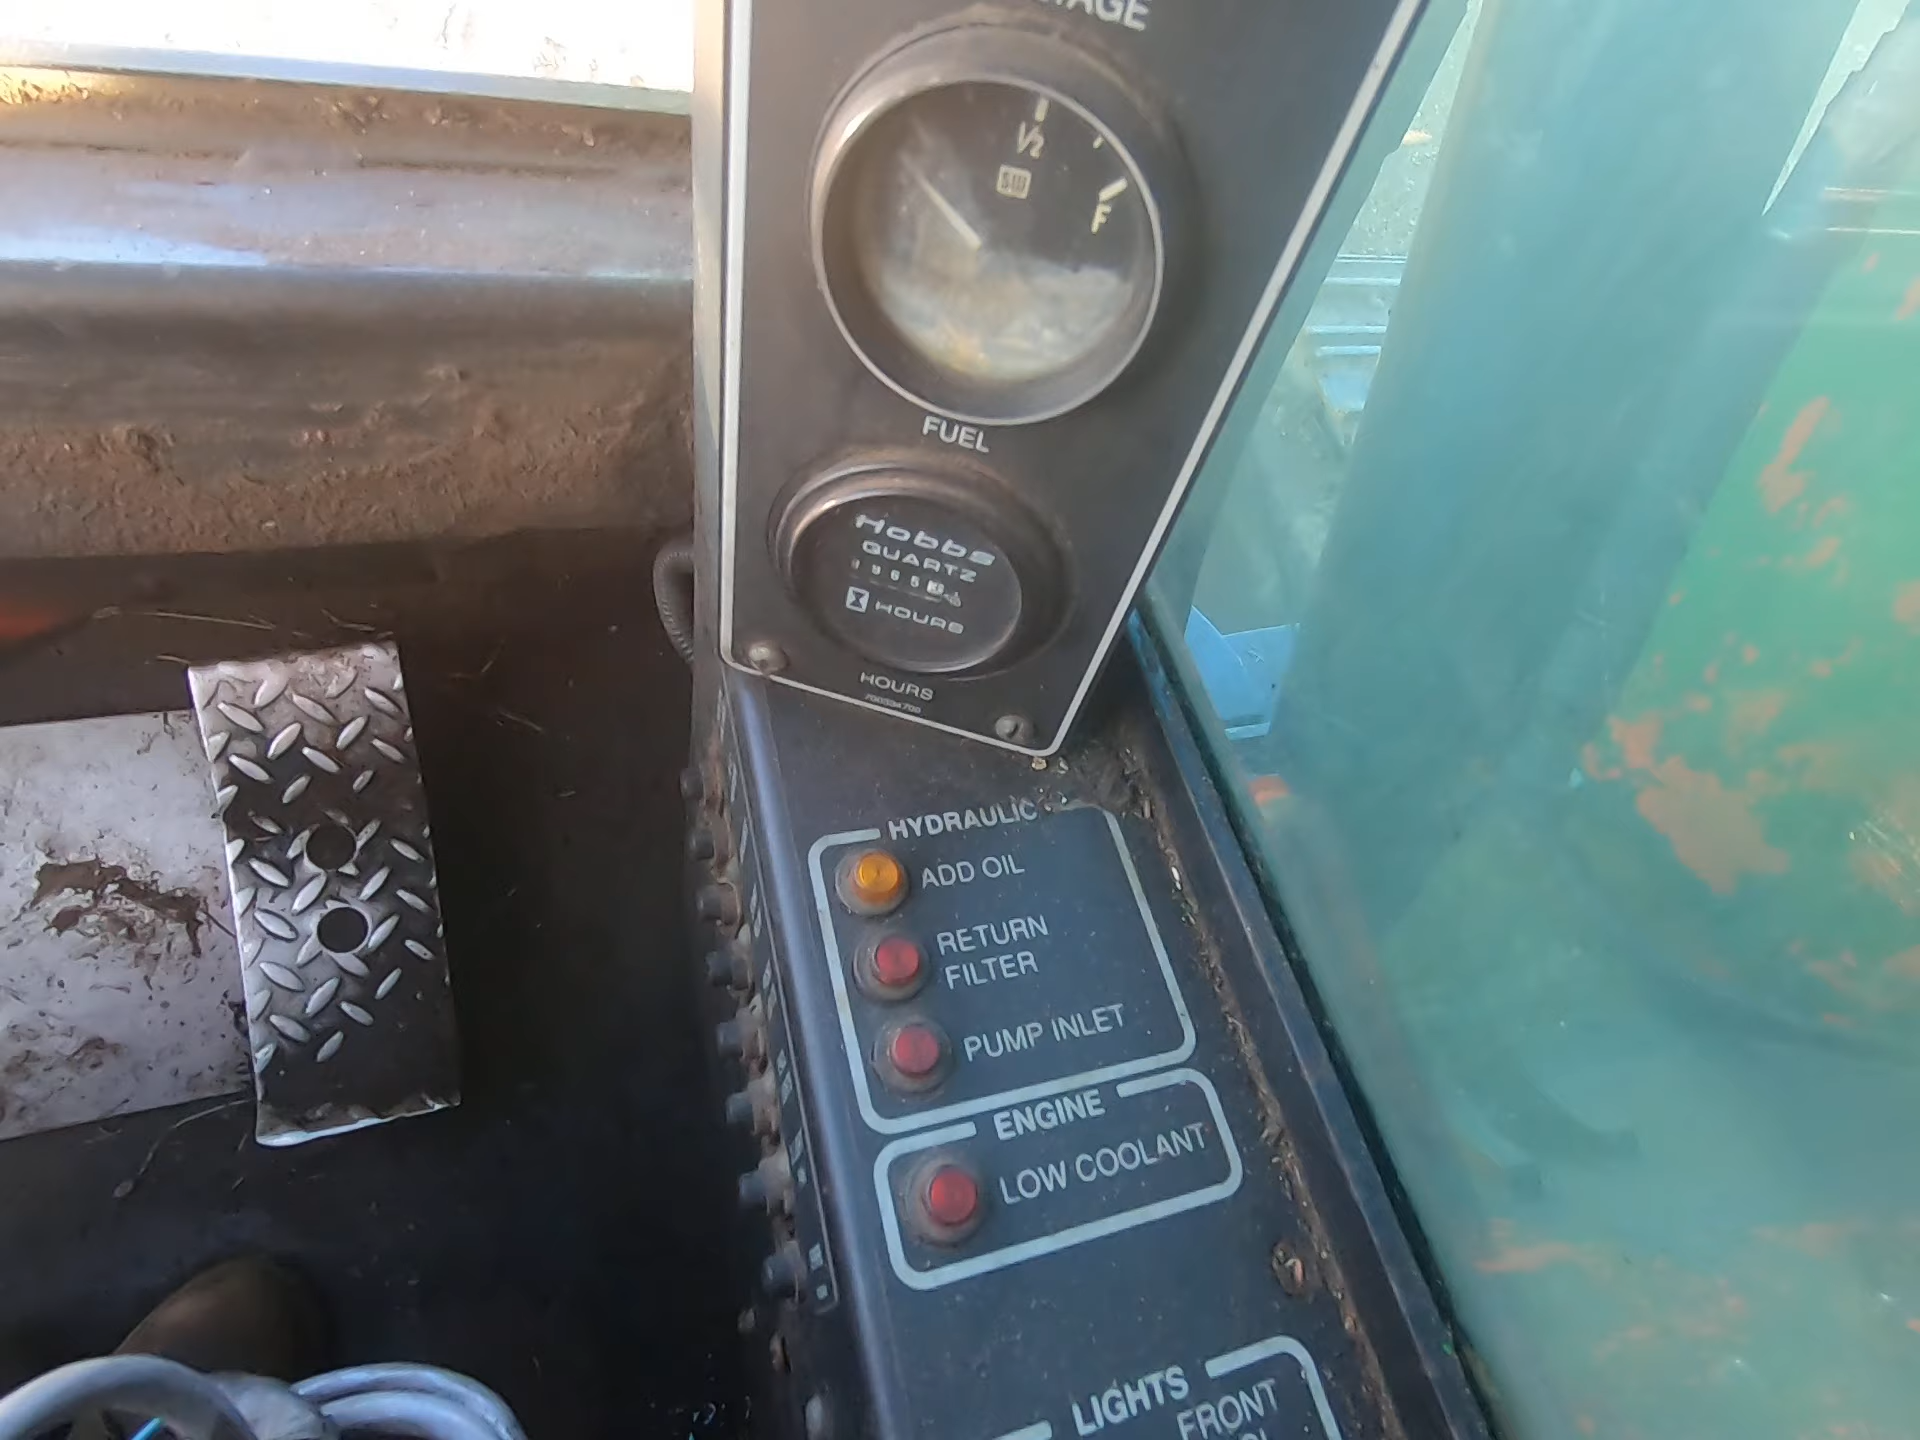 1/2
SW
F
FUEL
Hobbs
QUARTZ
HOURS
HOURS
HYDRAULIC
ADD OIL
RETURN
FILTER
PUMP INLET
ENGINE
LOW COOLANT
LIGHTS
FRONT